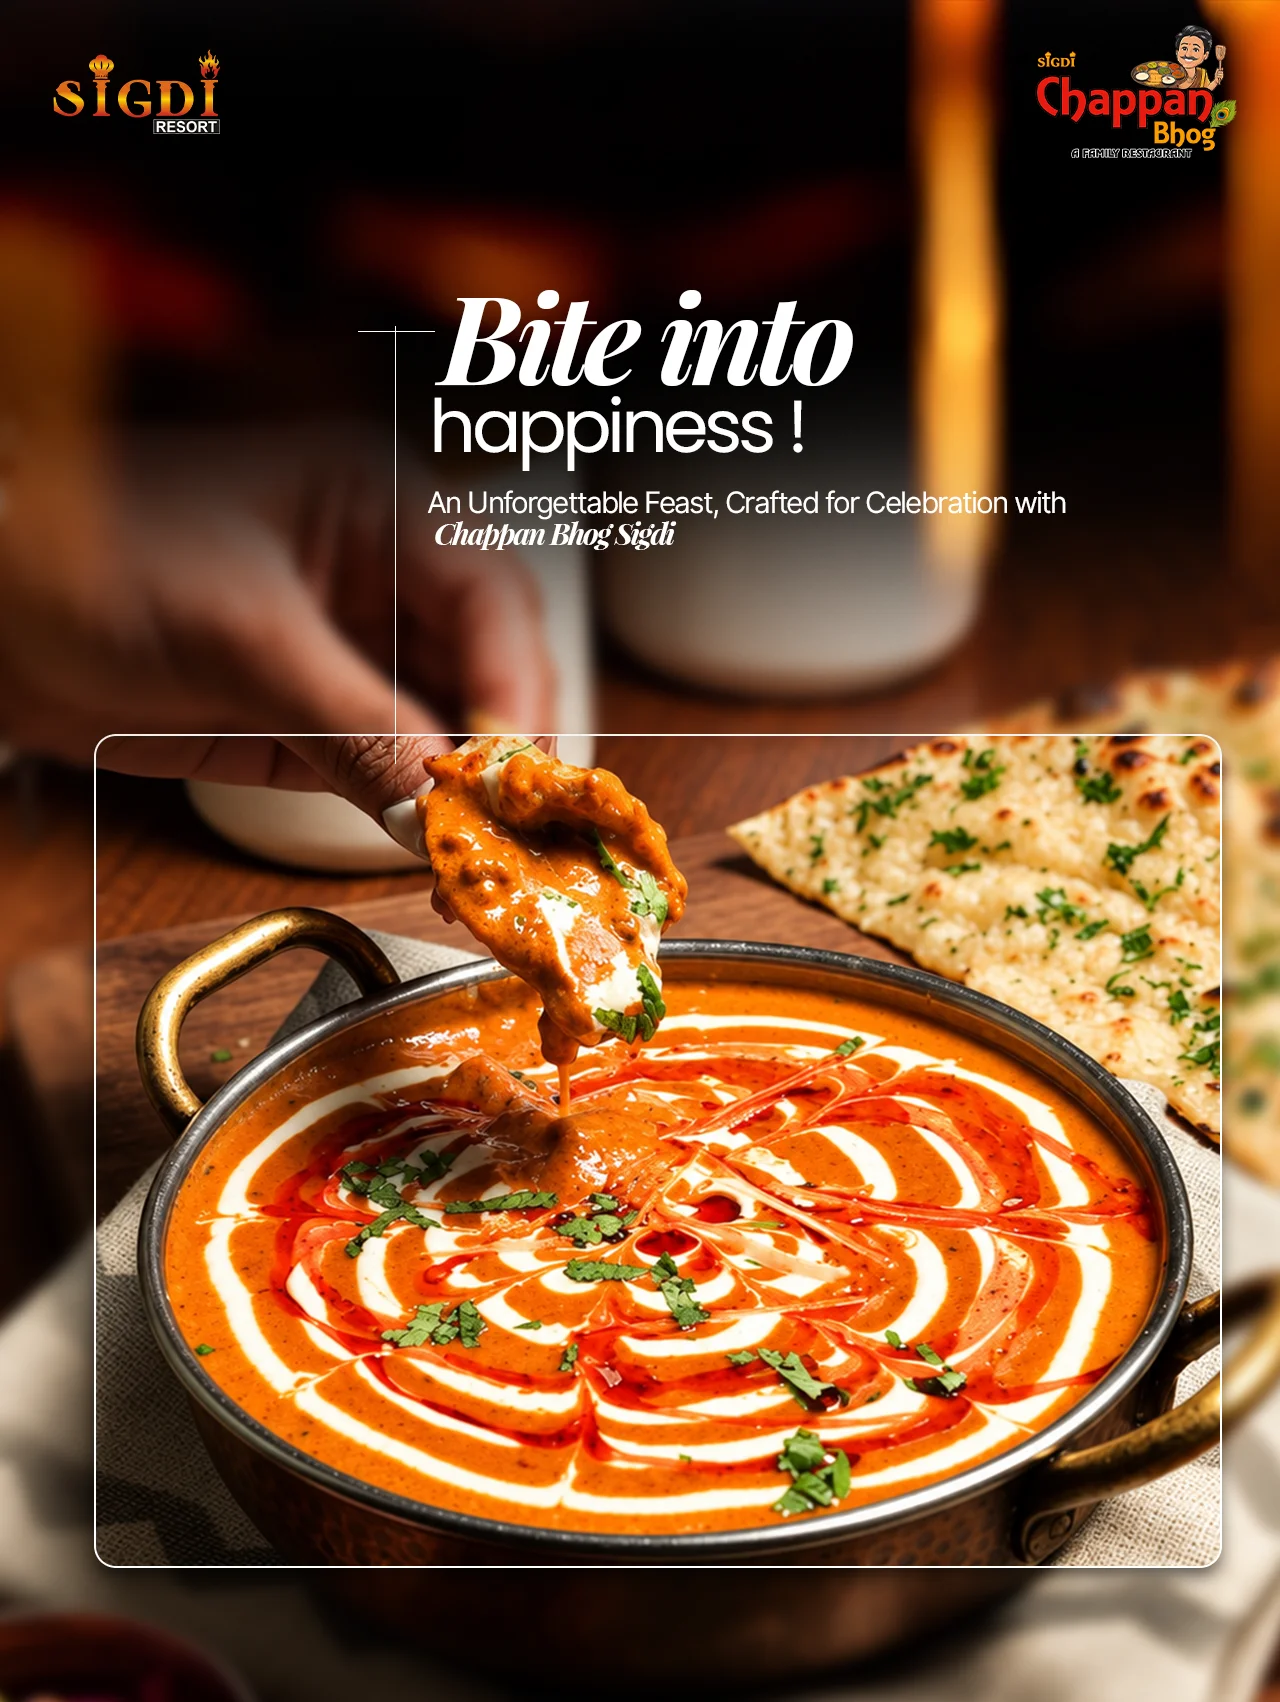 SIGDI
RESORT
SIGDI
Chappan
Bhog
A FAMILY RESTAURANT
Bite into
happiness !
An Unforgettable Feast, Crafted for Celebration with
Chappan Bhog Sigdi